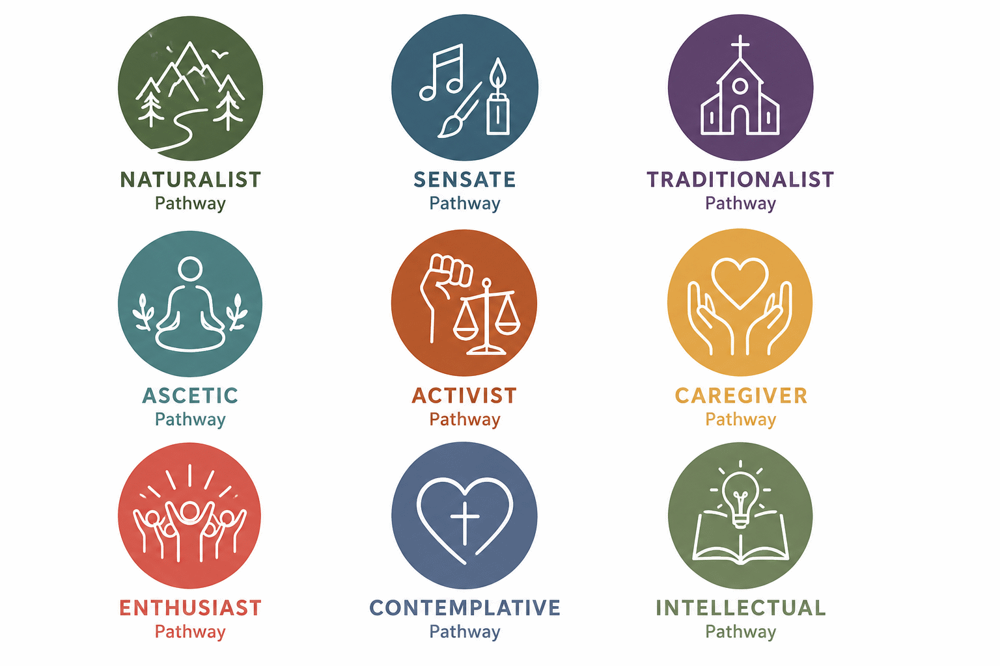 NATURALIST
Pathway
SENSATE
Pathway
TRADITIONALIST
Pathway
ASCETIC
Pathway
ACTIVIST
Pathway
CAREGIVER
Pathway
ENTHUSIAST
Pathway
CONTEMPLATIVE
Pathway
INTELLECTUAL
Pathway